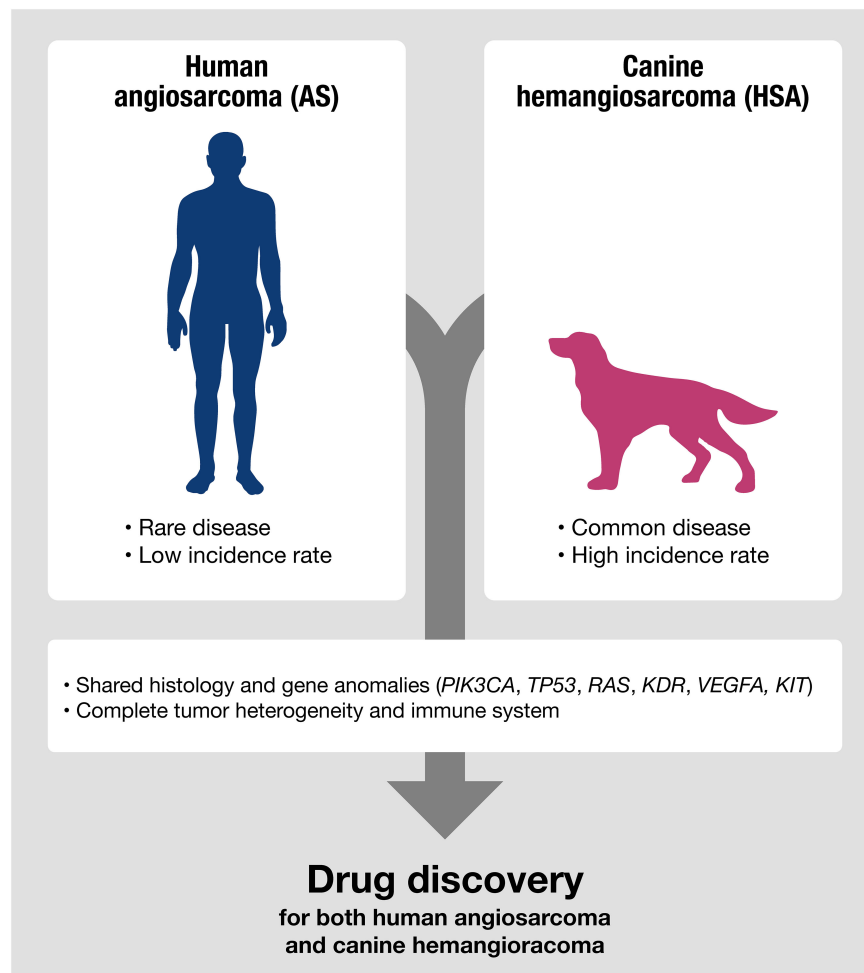 Human
angiosarcoma (AS)
• Rare disease
• Low incidence rate
Canine
hemangiosarcoma (HSA)
• Common disease
• High incidence rate
• Shared histology and gene anomalies (PIK3CA, TP53, RAS, KDR, VEGFA, KIT)
• Complete tumor heterogeneity and immune system
Drug discovery
for both human angiosarcoma
and canine hemangioracoma